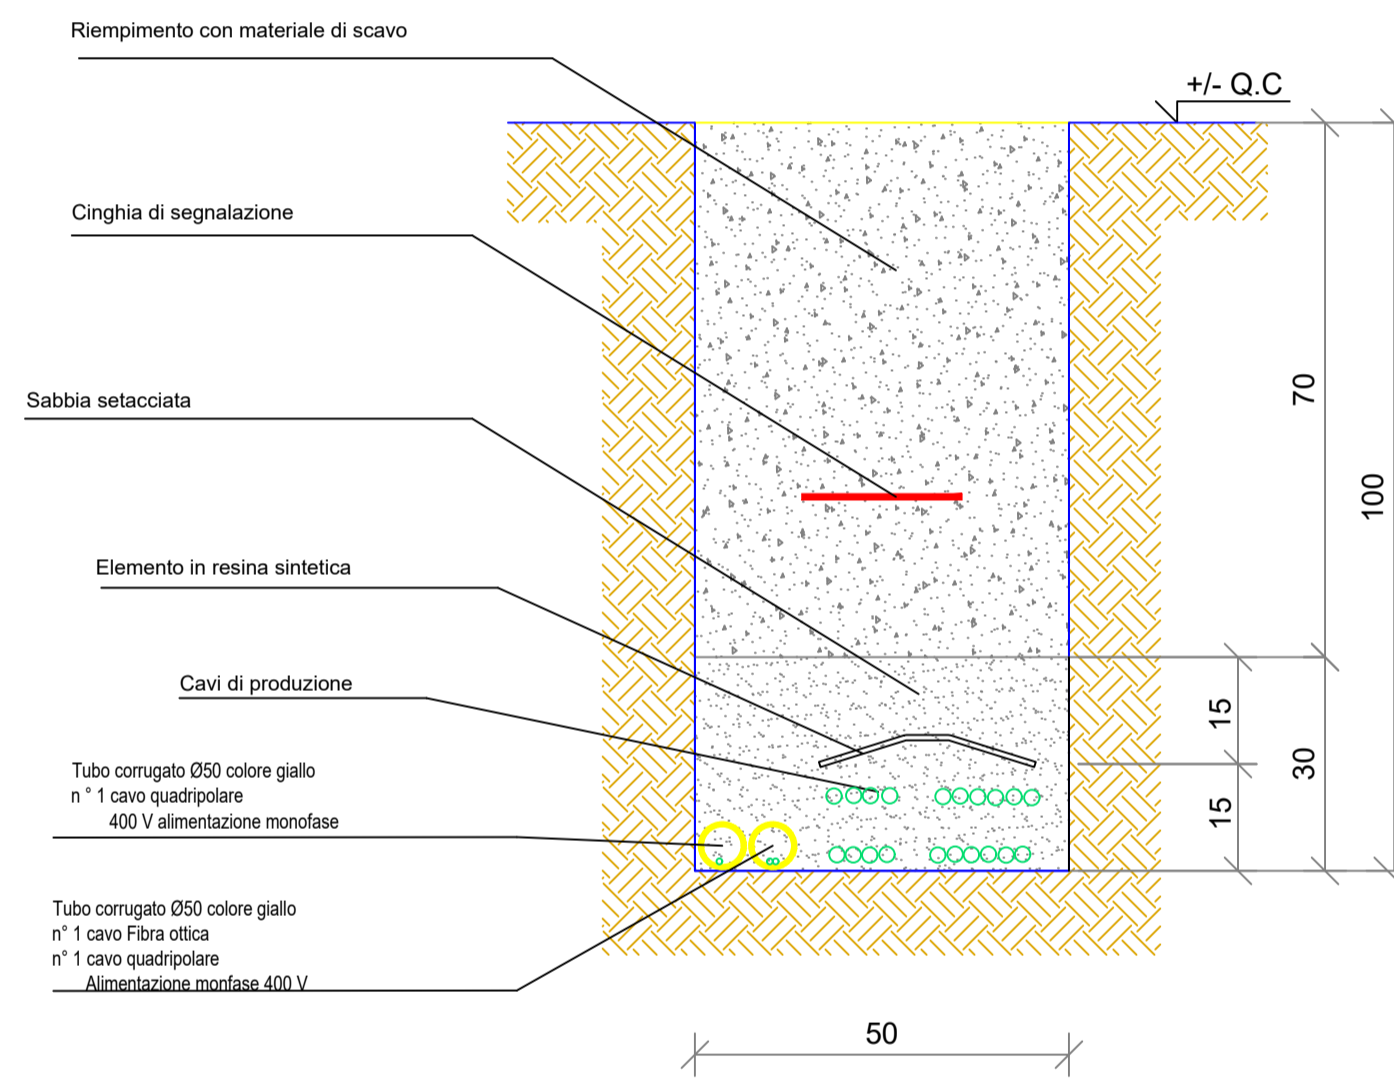 Riempimento con materiale di scavo
+/- Q.C
Cinghia di segnalazione
70
Sabbia setacciata
100
Elemento in resina sintetica
Cavi di produzione
15
30
15
Tubo corrugato Ø50 colore giallo
n ° 1 cavo quadripolare
400 V alimentazione monofase
Tubo corrugato Ø50 colore giallo
n° 1 cavo Fibra ottica
n° 1 cavo quadripolare
Alimentazione monfase 400 V
50